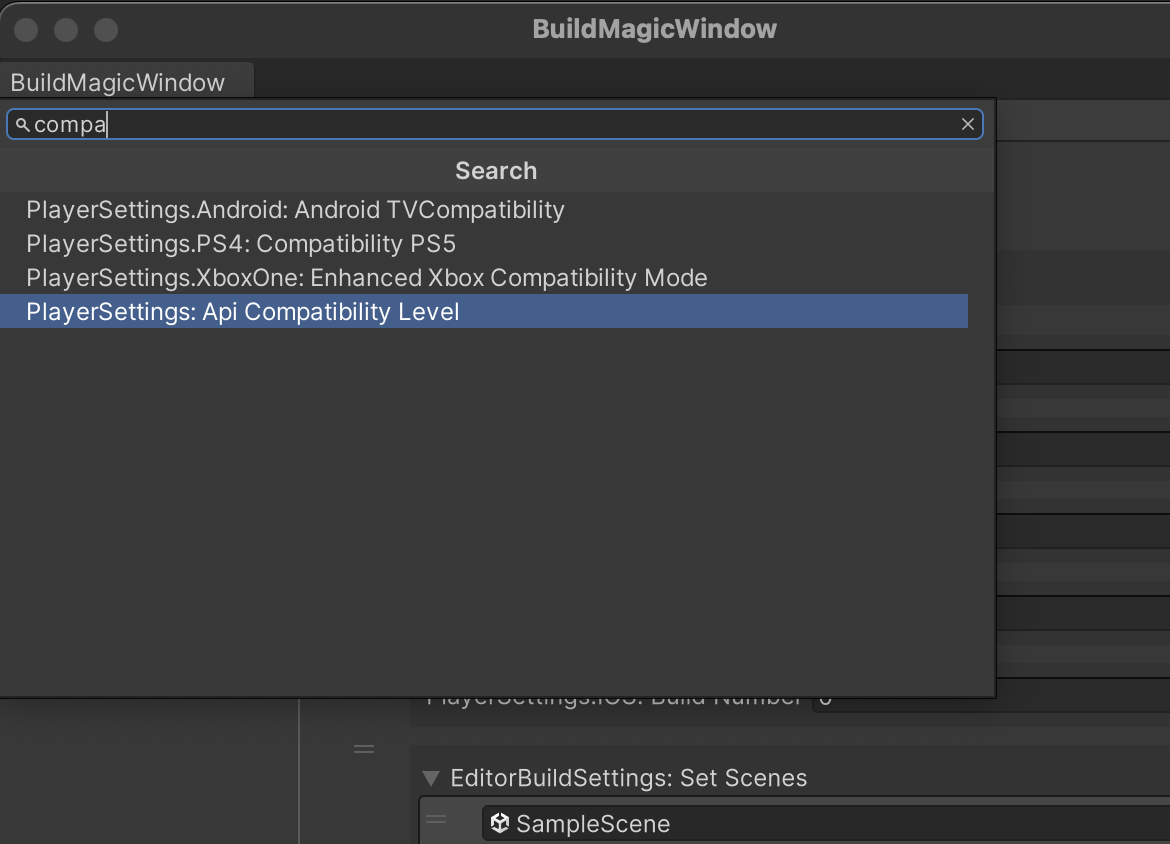 BuildMagicWindow
BuildMagicWindow
compa
Search
PlayerSettings.Android: Android TVCompatibility
PlayerSettings.PS4: Compatibility PS5
PlayerSettings.XboxOne: Enhanced Xbox Compatibility Mode
PlayerSettings: Api Compatibility Level
PlayerSettings.iOS: Build Number 0
EditorBuildSettings: Set Scenes
SampleScene